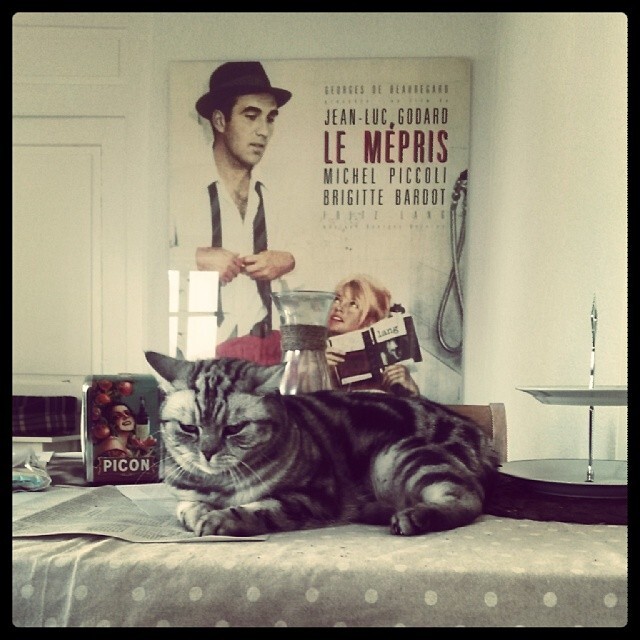 GEORGES DE BEAUREGARD
JEAN-LUC GODARD
LE MÉPRIS
MICHEL PICCOLI
BRIGITTE BARDOT
FRITZ LANG
lang
PICON